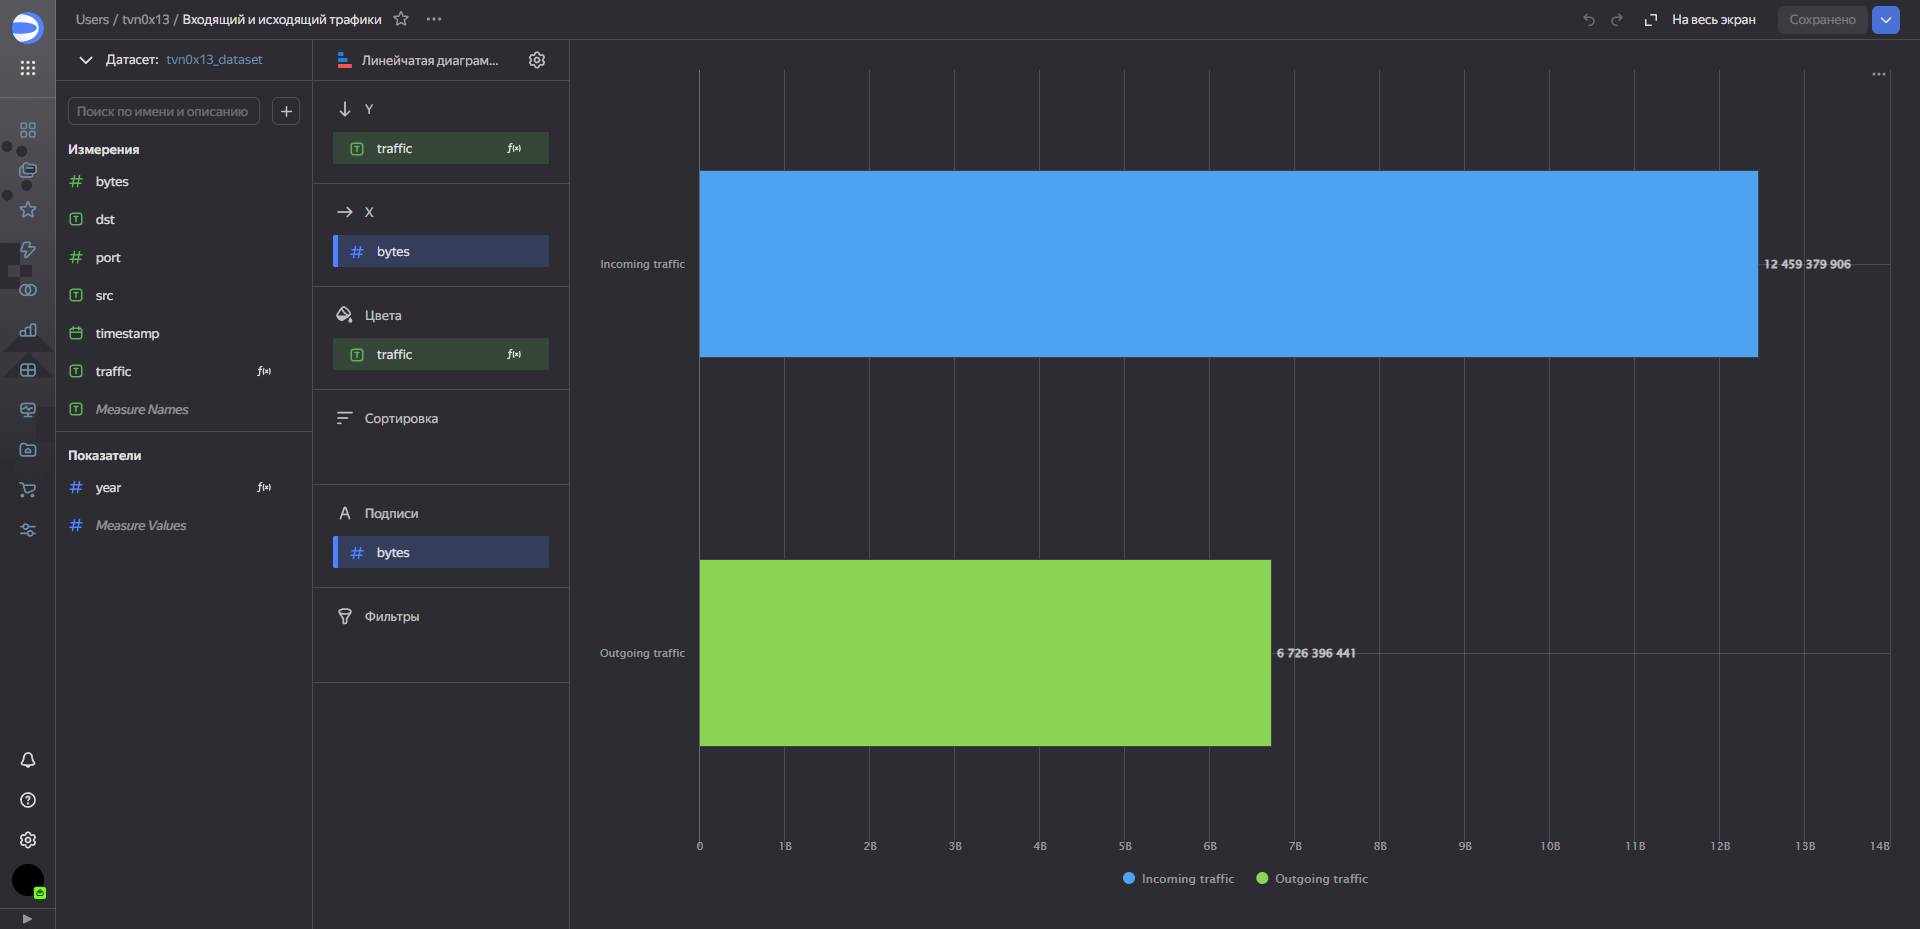 Users / tvn0x13 / Входящий и исходящий трафики
На весь экран
Сохранено
Датасет: tvn0x13_dataset
Поиск по имени и описанию
Измерения
bytes
dst
port
src
timestamp
traffic
Measure Names
Показатели
year
Measure Values
Линейчатая диаграм...
Y
traffic
X
bytes
Цвета
traffic
Сортировка
Подписи
bytes
Фильтры
Incoming traffic
12 459 379 906
Outgoing traffic
6 726 396 441
0 1B 2B 3B 4B 5B 6B 7B 8B 9B 10B 11B 12B 13B 14B
Incoming traffic Outgoing traffic